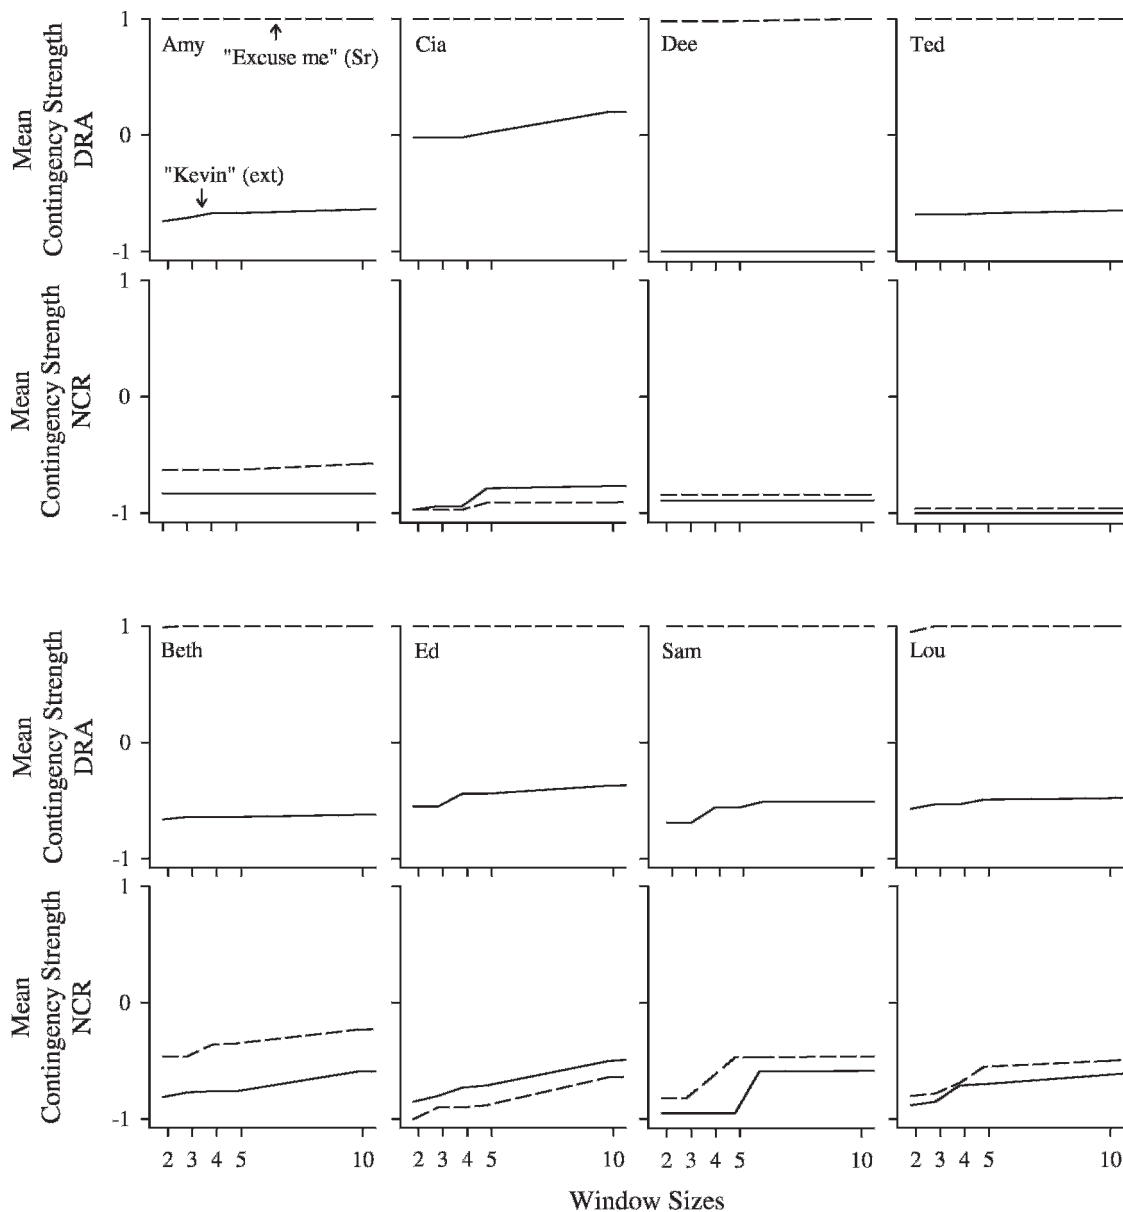 Mean
Contingency Strength
DRA
1
0
-1
Amy
"Excuse me" (Sr)
"Kevin" (ext)
Cia
Dee
Ted
Mean
Contingency Strength
NCR
1
0
-1
Mean
Contingency Strength
DRA
1
0
-1
Beth
Ed
Sam
Lou
Mean
Contingency Strength
NCR
1
0
-1
2 3 4 5 10 2 3 4 5 10 2 3 4 5 10 2 3 4 5 10
Window Sizes